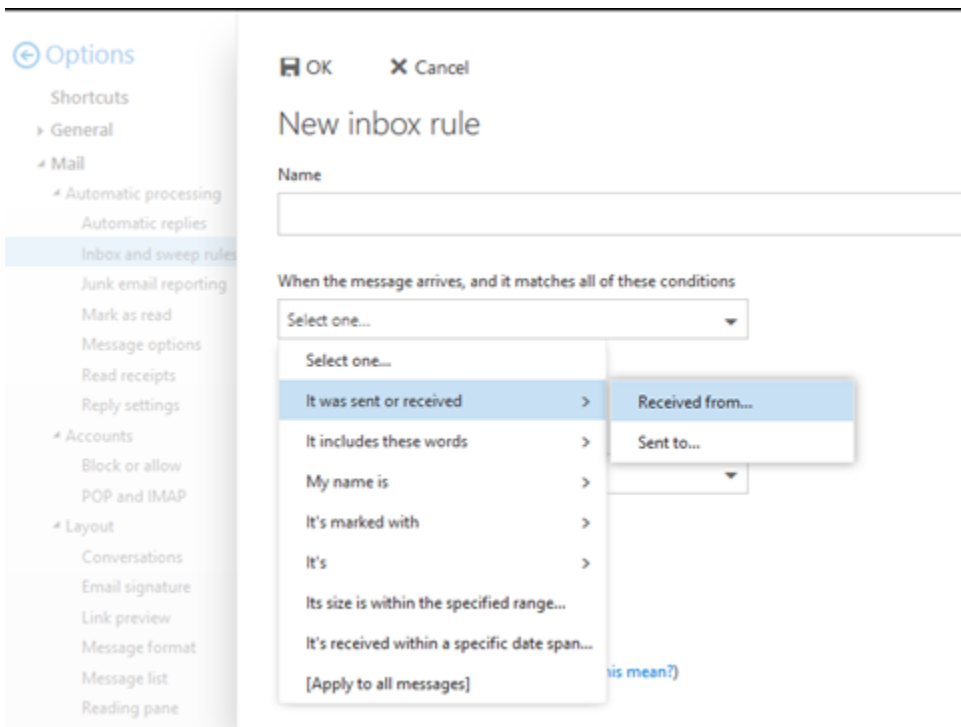 Options
Shortcuts
General
Mail
Automatic processing
Automatic replies
Inbox and sweep rules
Junk email reporting
Mark as read
Message options
Read receipts
Reply settings
Accounts
Block or allow
POP and IMAP
Layout
Conversations
Email signature
Link preview
Message format
Message list
Reading pane
OK Cancel
New inbox rule
Name
When the message arrives, and it matches all of these conditions
Select one...
Select one...
It was sent or received
Received from...
Sent to...
It includes these words
My name is
It's marked with
It's
Its size is within the specified range...
It's received within a specific date span...
[Apply to all messages]
mean?)